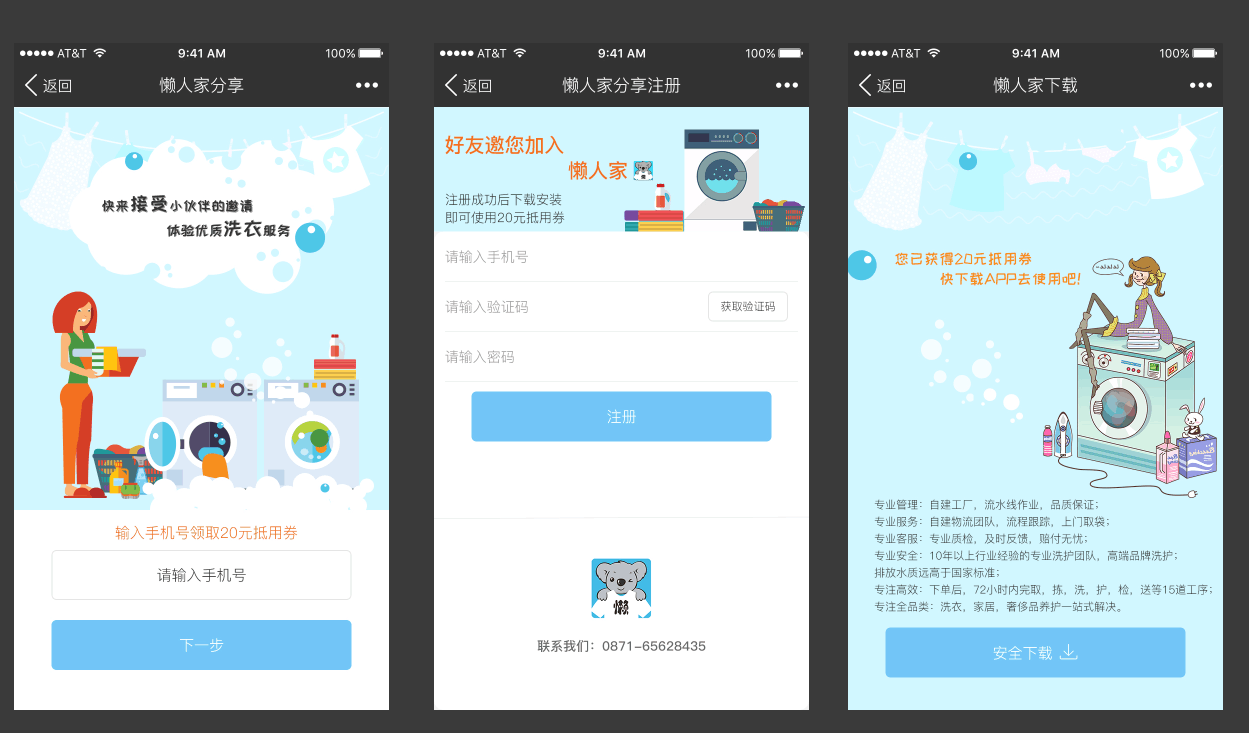 ●●●●● AT&T 9:41 AM 100%
返回 懒人家分享 •••
快来接受小伙伴的邀请
体验优质洗衣服务
输入手机号领取20元抵用券
请输入手机号
下一步
●●●●● AT&T 9:41 AM 100%
返回 懒人家分享注册 •••
好友邀您加入
懒人家
注册成功后下载安装
即可使用20元抵用券
请输入手机号
请输入验证码 获取验证码
请输入密码
注册
懒
联系我们：0871-65628435
●●●●● AT&T 9:41 AM 100%
返回 懒人家下载 •••
您已获得20元抵用券
快下载APP去使用吧!
专业管理：自建工厂，流水线作业，品质保证；
专业服务：自建物流团队，流程跟踪，上门取袋；
专业客服：专业质检，及时反馈，赔付无忧；
专业安全：10年以上行业经验的专业洗护团队，高端品牌洗护；
排放水质远高于国家标准；
专注高效：下单后，72小时内完取，拣，洗，护，检，送等15道工序；
专注全品类：洗衣，家居，奢侈品养护一站式解决。
安全下载